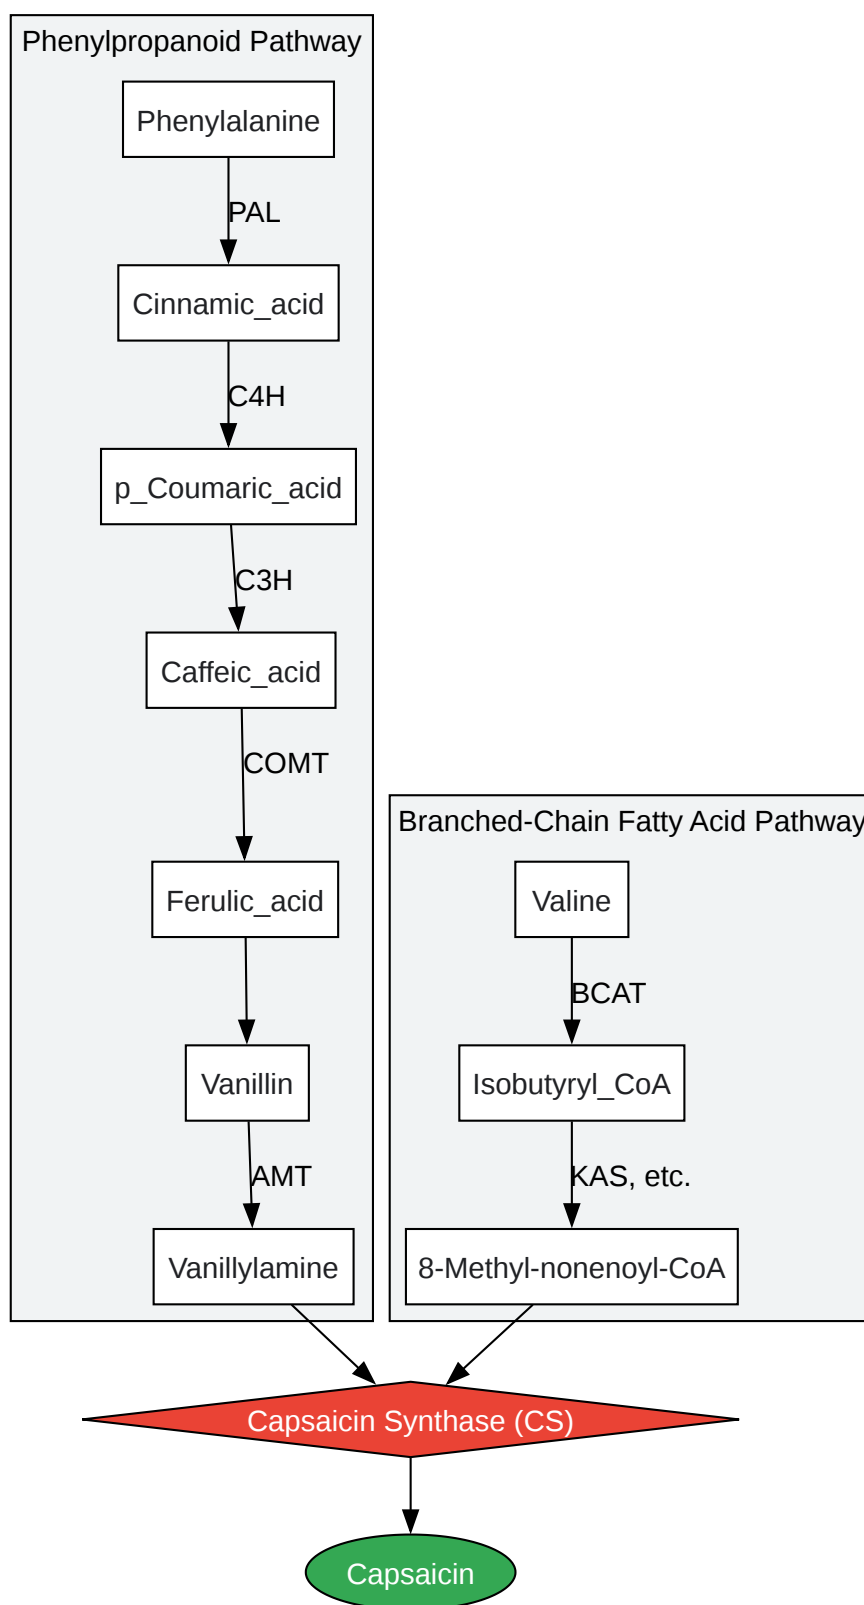 Phenylpropanoid Pathway
Phenylalanine
PAL
Cinnamic_acid
C4H
p_Coumaric_acid
C3H
Caffeic_acid
COMT
Ferulic_acid
Vanillin
AMT
Vanillylamine
Branched-Chain Fatty Acid Pathway
Valine
BCAT
Isobutyryl_CoA
KAS, etc.
8-Methyl-nonenoyl-CoA
Capsaicin Synthase (CS)
Capsaicin